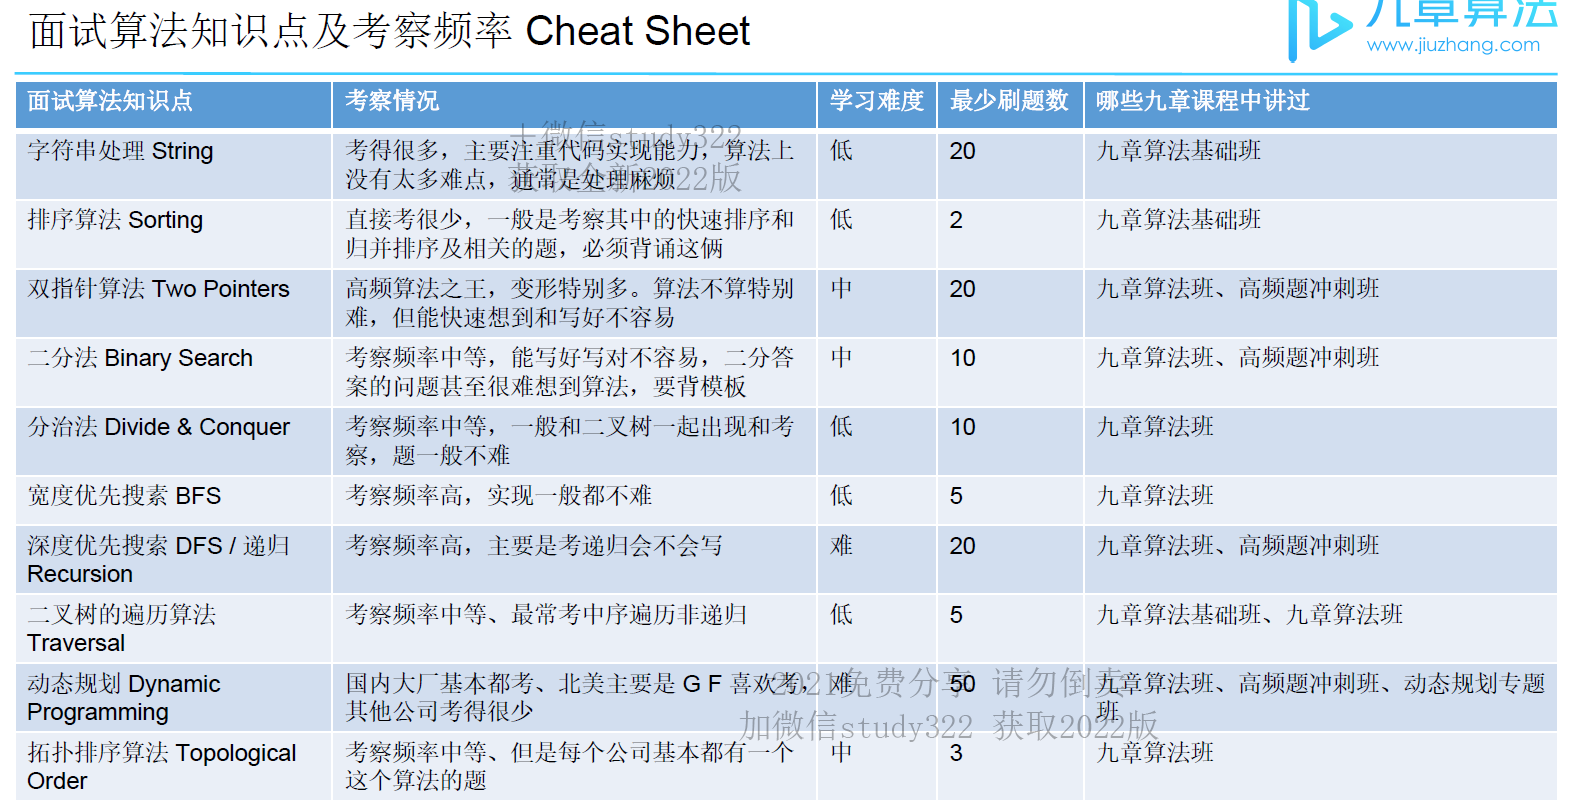 面试算法知识点及考察频率 Cheat Sheet
九章算法
www.jiuzhang.com
面试算法知识点 考察情况 学习难度 最少刷题数 哪些九章课程中讲过
字符串处理 String 考得很多，主要注重代码实现能力，算法上 低 20 九章算法基础班
没有太多难点，通常是处理麻烦
十微信study322
获取全新2022版
排序算法 Sorting 直接考很少，一般是考察其中的快速排序和 低 2 九章算法基础班
归并排序及相关的题，必须背诵这俩
双指针算法 Two Pointers 高频算法之王，变形特别多。算法不算特别 中 20 九章算法班、高频题冲刺班
难，但能快速想到和写好不容易
二分法 Binary Search 考察频率中等，能写好写对不容易，二分答 中 10 九章算法班、高频题冲刺班
案的问题甚至很难想到算法，要背模板
分治法 Divide & Conquer 考察频率中等，一般和二叉树一起出现和考 低 10 九章算法班
察，题一般不难
宽度优先搜素 BFS 考察频率高，实现一般都不难 低 5 九章算法班
深度优先搜索 DFS / 递归 考察频率高，主要是考递归会不会写 难 20 九章算法班、高频题冲刺班
Recursion
二叉树的遍历算法 考察频率中等、最常考中序遍历非递归 低 5 九章算法基础班、九章算法班
Traversal
动态规划 Dynamic 国内大厂基本都考、北美主要是 G F 喜欢考， 难 50 九章算法班、高频题冲刺班、动态规划专题
Programming 其他公司考得很少 班
2021免费分享 请勿倒卖
加微信study322 获取2022版
拓扑排序算法 Topological 考察频率中等、但是每个公司基本都有一个 中 3 九章算法班
Order 这个算法的题